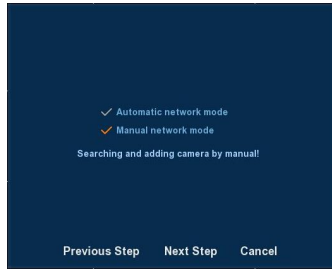 Automatic network mode
Manual network mode
Searching and adding camera by manual!
Previous Step Next Step Cancel